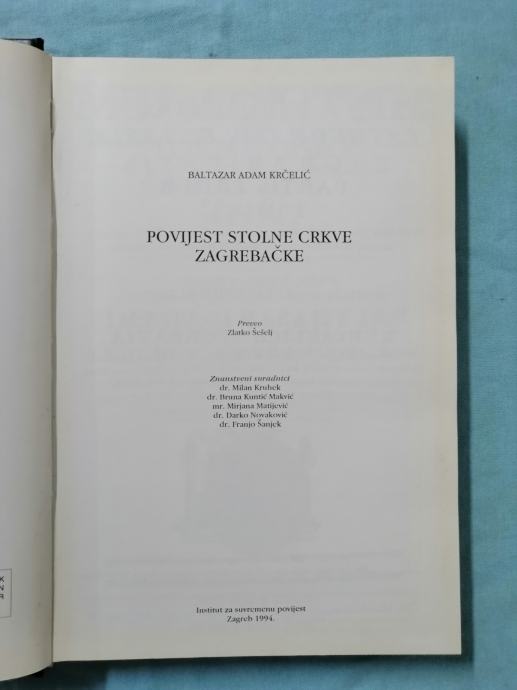 BALTAZAR ADAM KRČELIĆ
POVIJEST STOLNE CRKVE
ZAGREBAČKE
Preveo
Zlatko Šešelj
Znanstveni suradnici
dr. Milan Kruhek
dr. Bruna Kuntić Makvić
mr. Mirjana Matijević
dr. Darko Novaković
dr. Franjo Šanjek
Institut za suvremenu povijest
Zagreb 1994.